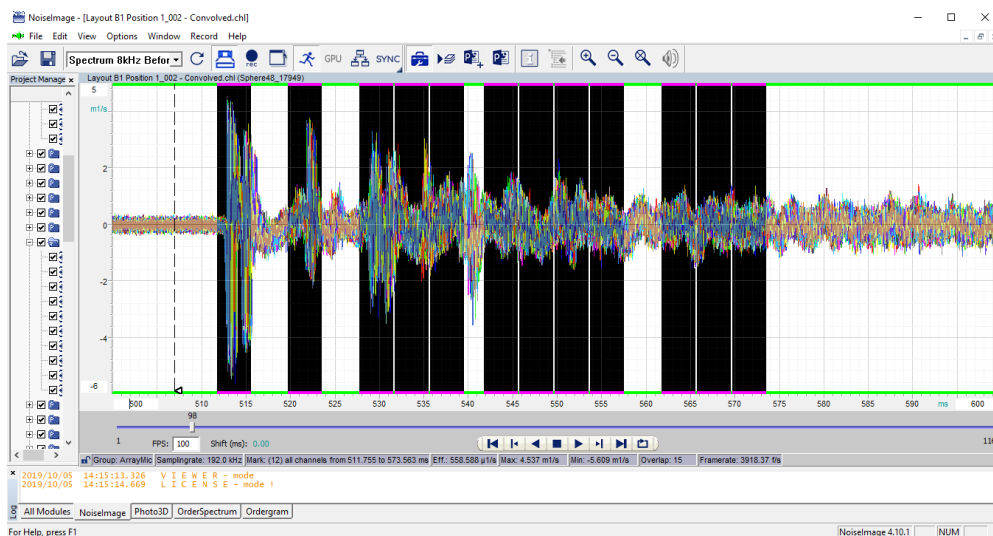 NoiseImage - [Layout B1 Position 1_002 - Convolved.chl]
File Edit View Options Window Record Help
Spectrum 8kHz Befor
rec
GPU
SYNC
Project Manage x
Layout B1 Position 1_002 - Convolved.chl (Sphere48_17949)
5
m1/s
2
0
-2
-4
-6
500 510 515 520 525 530 535 540 545 550 555 560 565 570 575 580 585 590 ms 600
98
1
FPS: 100 Shift (ms): 0.00
116
Group: ArrayMic Samplingrate: 192.0 kHz Mark: (12) all channels from 511.755 to 573.563 ms Eff.: 558.588 µ1/s Max: 4.537 m1/s Min: -5.609 m1/s Overlap: 15 Framerate: 3918.37 f/s
2019/10/05 14:15:13.326 V I E W E R - mode
2019/10/05 14:15:14.669 L I C E N S E - mode !
Log
All Modules NoiseImage Photo3D OrderSpectrum Ordergram
For Help, press F1
NoiseImage 4.10.1 NUM